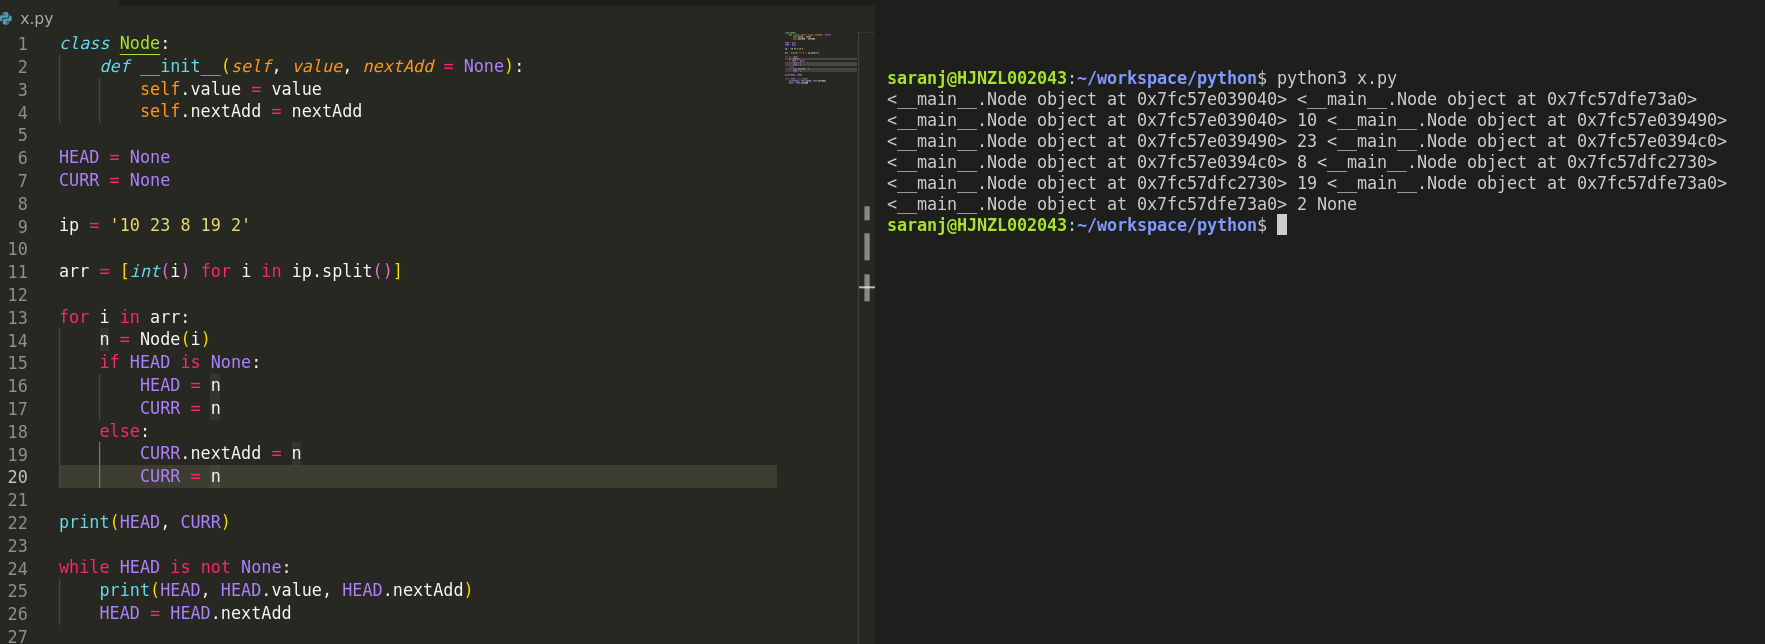 x.py
1 class Node:
2     def __init__(self, value, nextAdd = None):
3         self.value = value
4         self.nextAdd = nextAdd
5
6 HEAD = None
7 CURR = None
8
9 ip = '10 23 8 19 2'
10
11 arr = [int(i) for i in ip.split()]
12
13 for i in arr:
14     n = Node(i)
15     if HEAD is None:
16         HEAD = n
17         CURR = n
18     else:
19         CURR.nextAdd = n
20         CURR = n
21
22 print(HEAD, CURR)
23
24 while HEAD is not None:
25     print(HEAD, HEAD.value, HEAD.nextAdd)
26     HEAD = HEAD.nextAdd
27
saranj@HJNZL002043:~/workspace/python$ python3 x.py
<__main__.Node object at 0x7fc57e039040> <__main__.Node object at 0x7fc57dfe73a0>
<__main__.Node object at 0x7fc57e039040> 10 <__main__.Node object at 0x7fc57e039490>
<__main__.Node object at 0x7fc57e039490> 23 <__main__.Node object at 0x7fc57e0394c0>
<__main__.Node object at 0x7fc57e0394c0> 8 <__main__.Node object at 0x7fc57dfc2730>
<__main__.Node object at 0x7fc57dfc2730> 19 <__main__.Node object at 0x7fc57dfe73a0>
<__main__.Node object at 0x7fc57dfe73a0> 2 None
saranj@HJNZL002043:~/workspace/python$